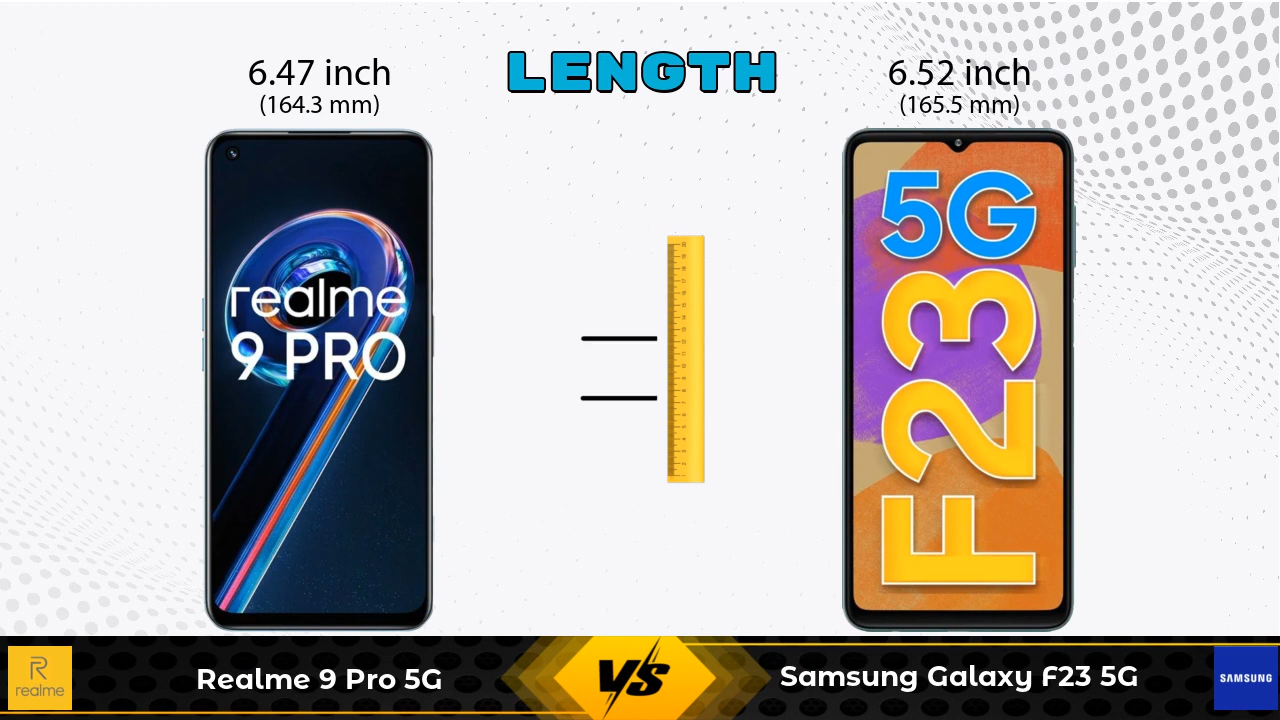 LENGTH
6.47 inch
(164.3 mm)
6.52 inch
(165.5 mm)
realme
9 PRO
5G
F23
VS
R
realme
Realme 9 Pro 5G
Samsung Galaxy F23 5G
SAMSUNG